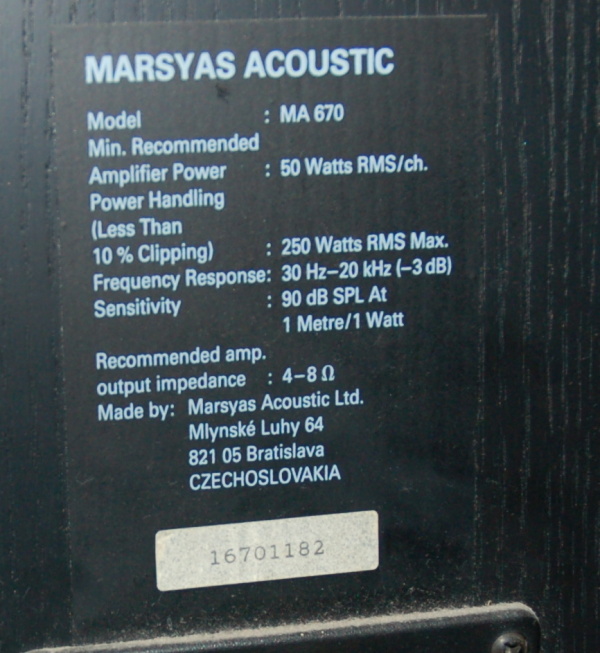 MARSYAS ACOUSTIC
Model : MA 670
Min. Recommended
Amplifier Power : 50 Watts RMS/ch.
Power Handling
(Less Than
10 % Clipping) : 250 Watts RMS Max.
Frequency Response: 30 Hz–20 kHz (–3 dB)
Sensitivity : 90 dB SPL At
1 Metre/1 Watt
Recommended amp.
output impedance : 4–8 Ω
Made by: Marsyas Acoustic Ltd.
Mlynské Luhy 64
821 05 Bratislava
CZECHOSLOVAKIA
16701182